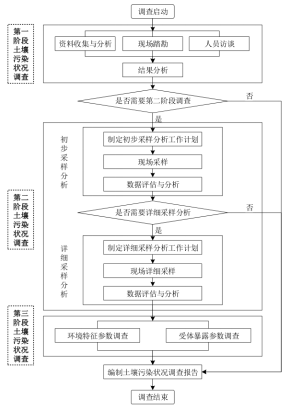 调查启动
第一阶段土壤污染状况调查
资料收集与分析
现场踏勘
人员访谈
结果分析
是否需要第二阶段调查
否
是
第二阶段土壤污染状况调查
初步采样分析
制定初步采样分析工作计划
现场采样
数据评估与分析
是否需要详细采样分析
否
是
详细采样分析
制定详细采样分析工作计划
现场详细采样
数据评估与分析
第三阶段土壤污染状况调查
环境特征参数调查
受体暴露参数调查
编制土壤污染状况调查报告
调查结束